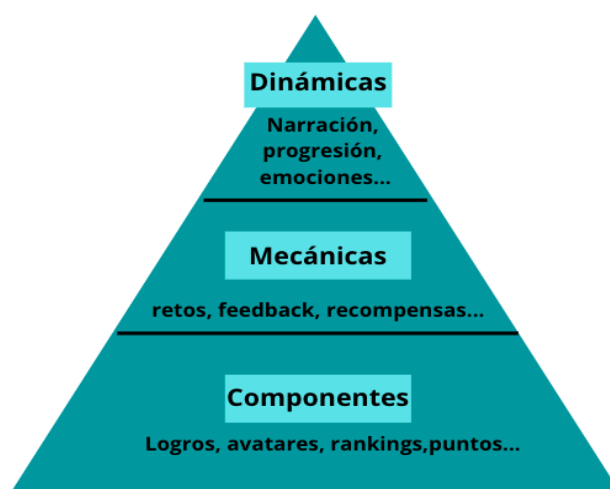 Dinámicas
Narración,
progresión,
emociones...
Mecánicas
retos, feedback, recompensas...
Componentes
Logros, avatares, rankings,puntos...